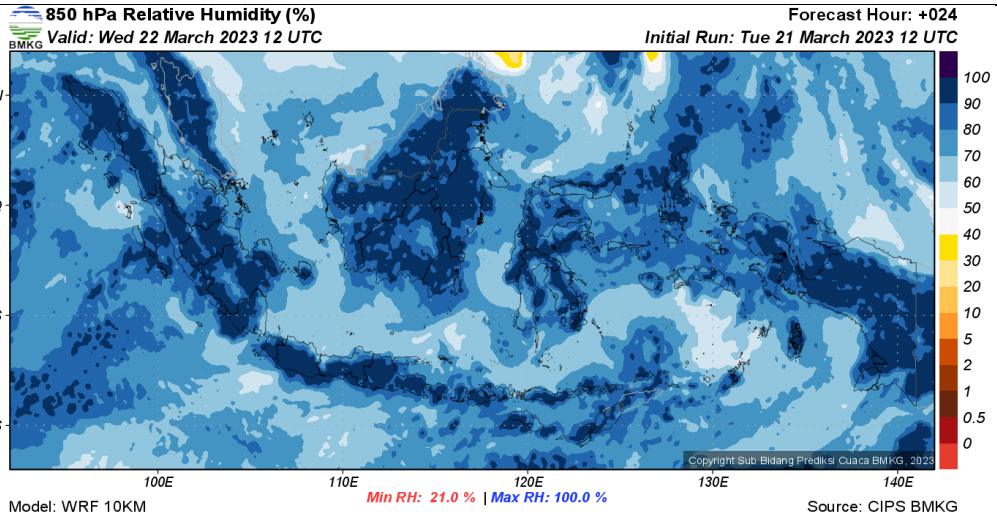 850 hPa Relative Humidity (%)
Forecast Hour: +024
BMKG
Valid: Wed 22 March 2023 12 UTC
Initial Run: Tue 21 March 2023 12 UTC
100
90
80
70
60
50
40
30
20
10
5
2
1
0.5
0
Copyright Sub Bidang Prediksi Cuaca BMKG, 2023
100E
110E
120E
130E
140E
Model: WRF 10KM
Min RH: 21.0 % | Max RH: 100.0 %
Source: CIPS BMKG